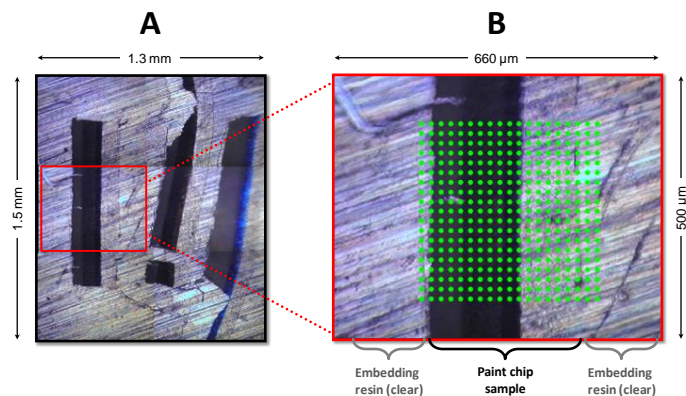 A
B
1.3 mm
660 µm
1.5 mm
500 µm
Embedding
resin (clear)
Paint chip
sample
Embedding
resin (clear)